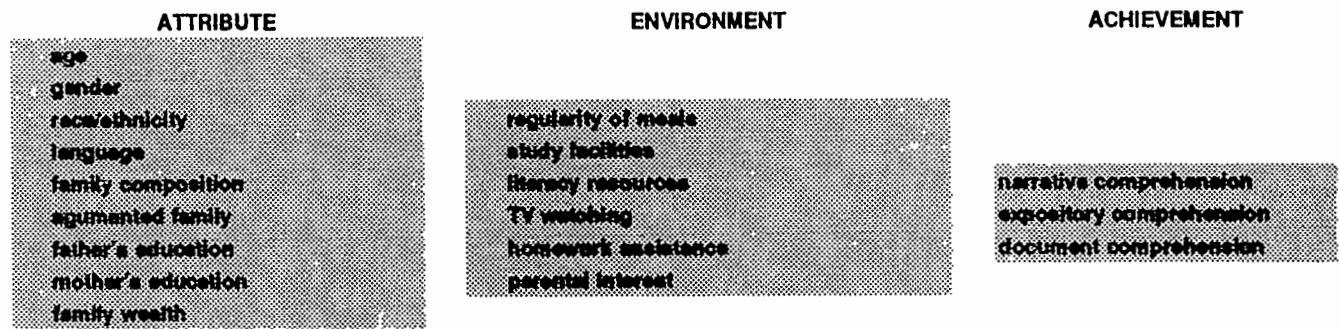 ATTRIBUTE
age
gender
race/ethnicity
language
family composition
agumented family
father's education
mother's education
family wealth
ENVIRONMENT
regularity of meals
study facilities
literacy resources
TV watching
homework assistance
parental interest
ACHIEVEMENT
narrative comprehension
expository comprehension
document comprehension